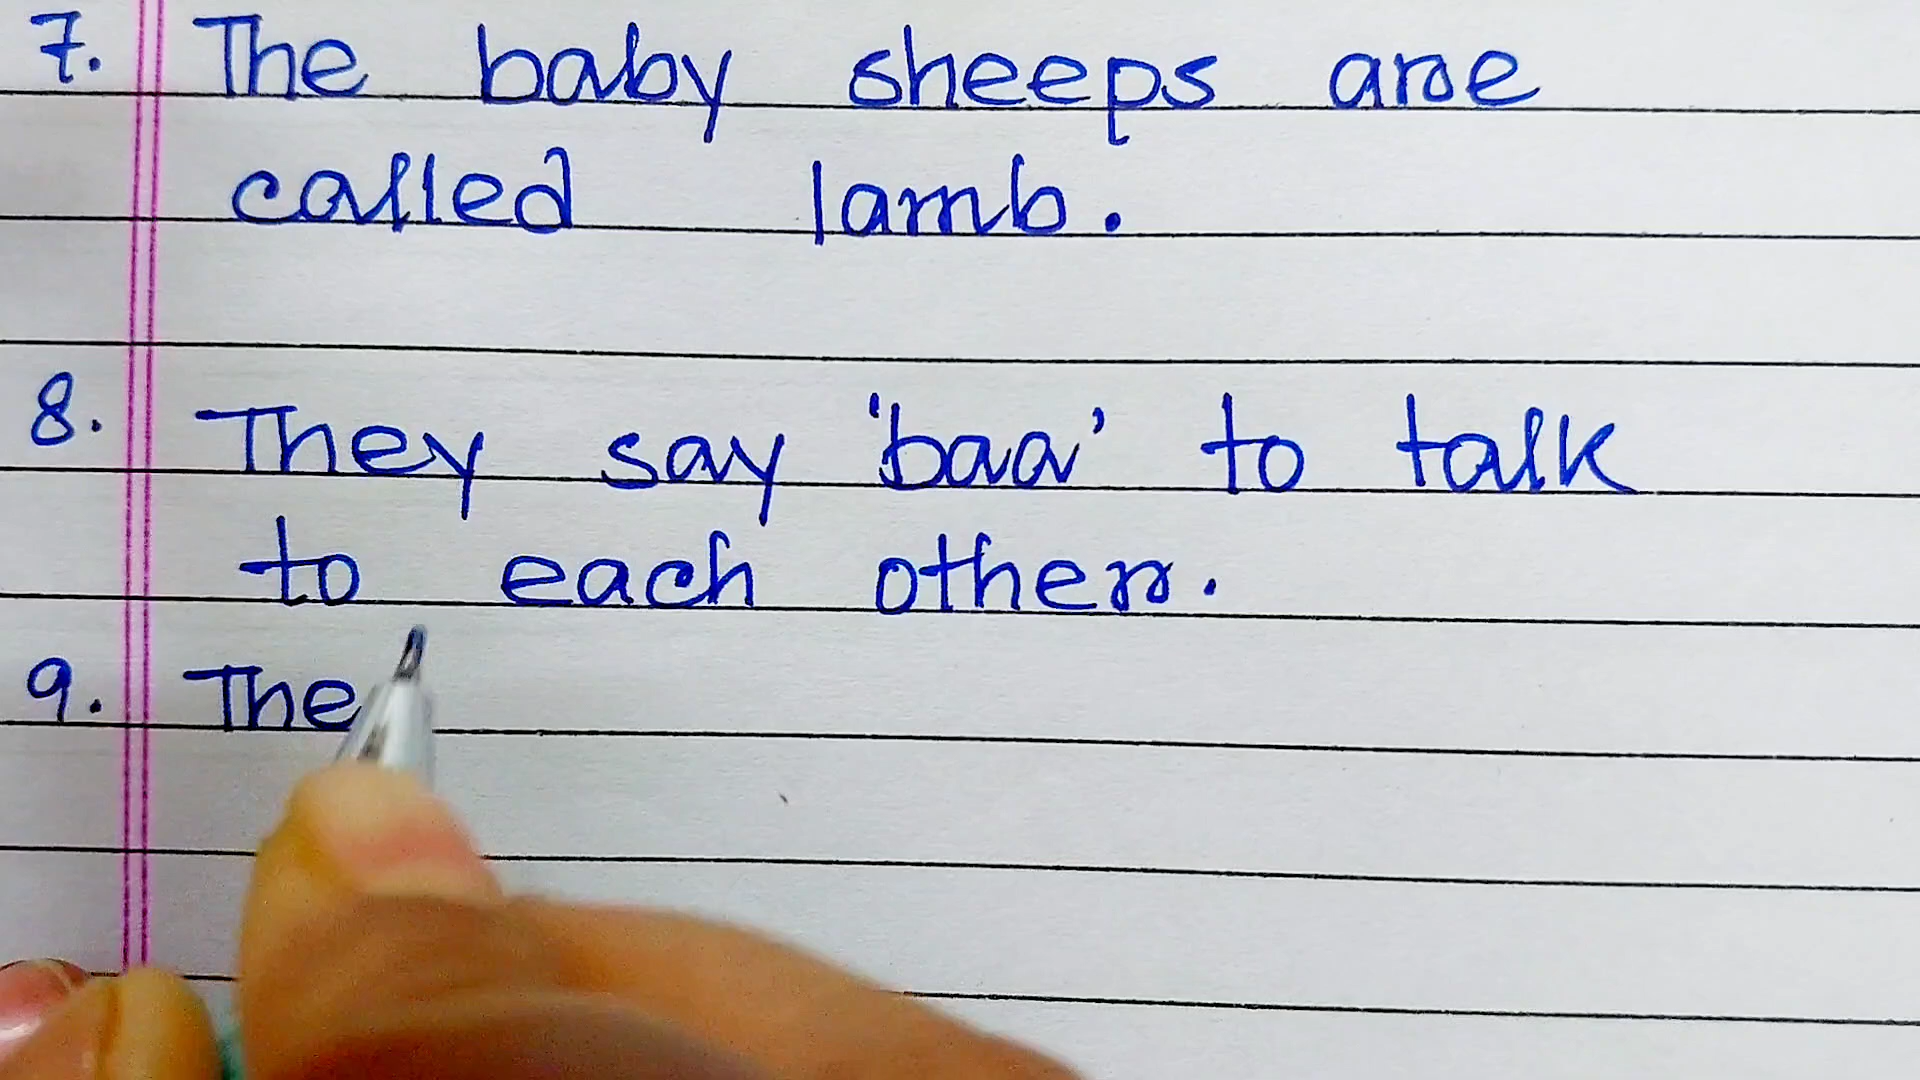 7. The baby sheeps are
called lamb.
8. They say 'baa' to talk
to each other.
9. The